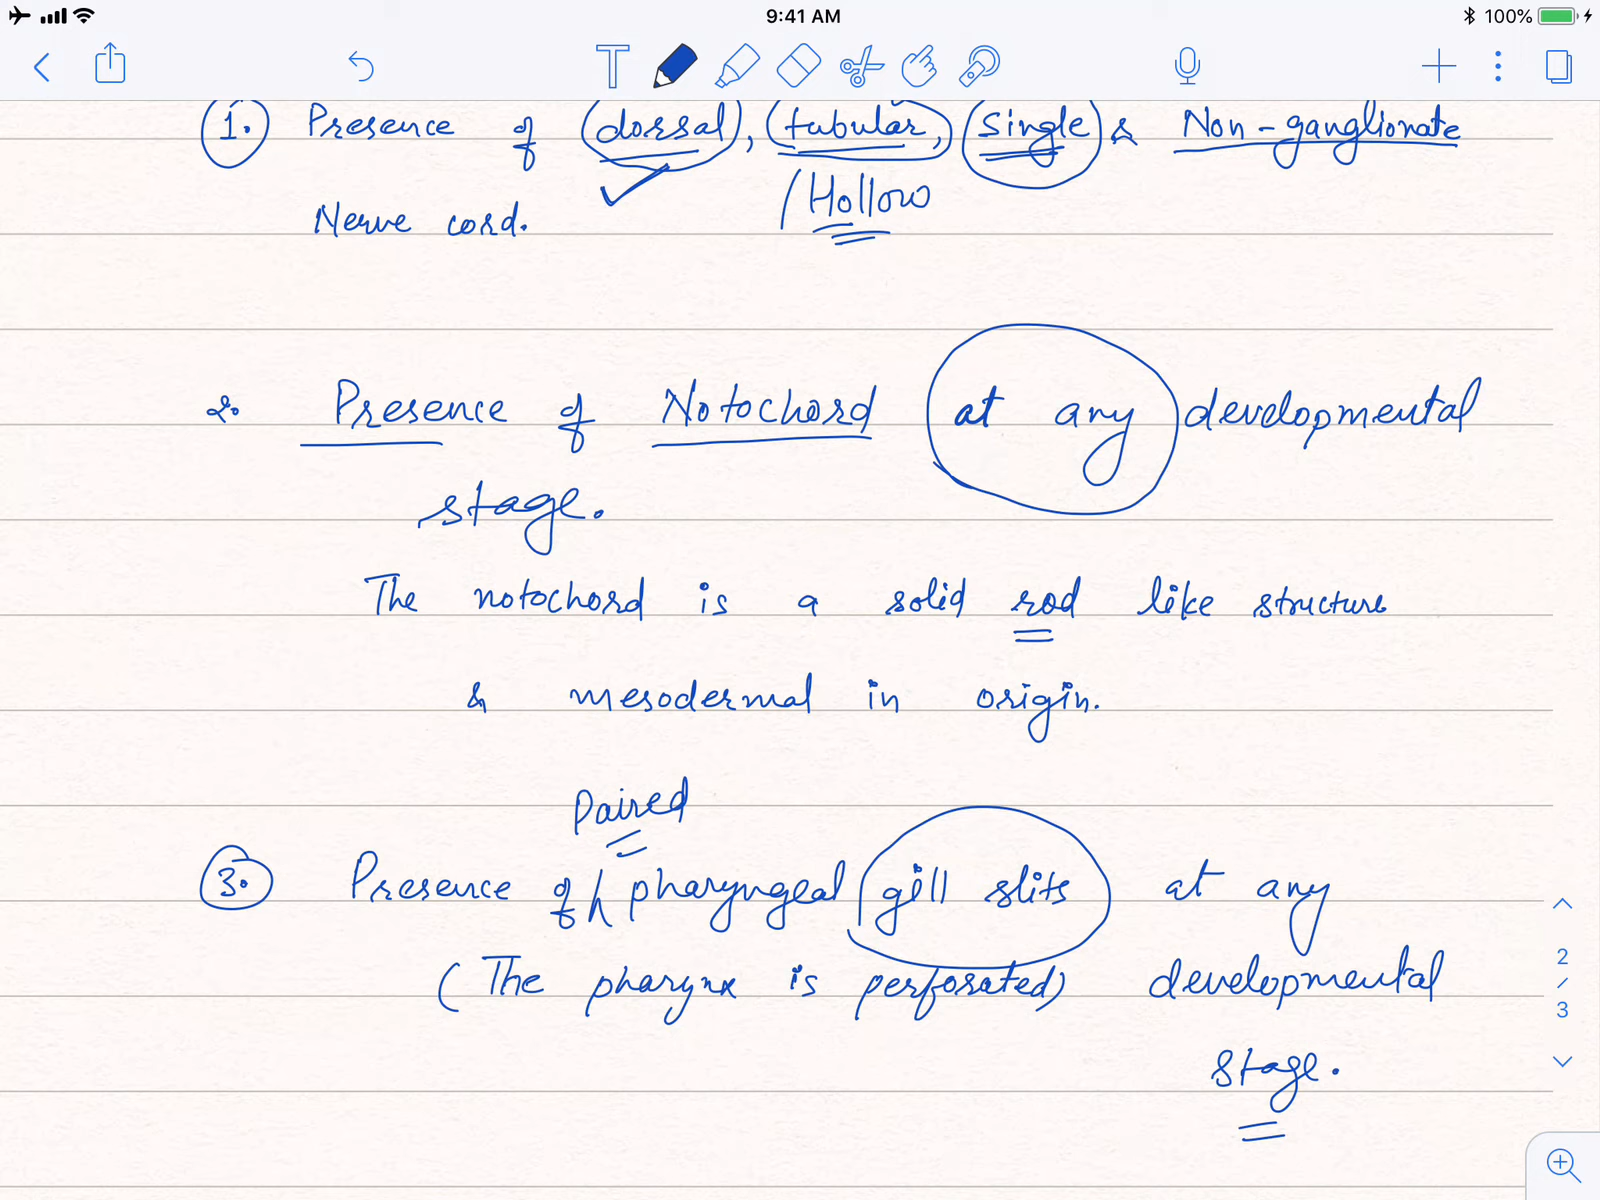 9:41 AM
100%
T
1. Presence of (dorsal), (tubular, (single) & Non-ganglionate
/Hollow
Nerve cord.
2. Presence of Notochord at any developmental
stage.
The notochord is a solid rod like structure
& mesodermal in origin.
Paired
3. Presence of pharyngeal gill slits at any
(The pharynx is perforated) developmental
stage.
2
/
3